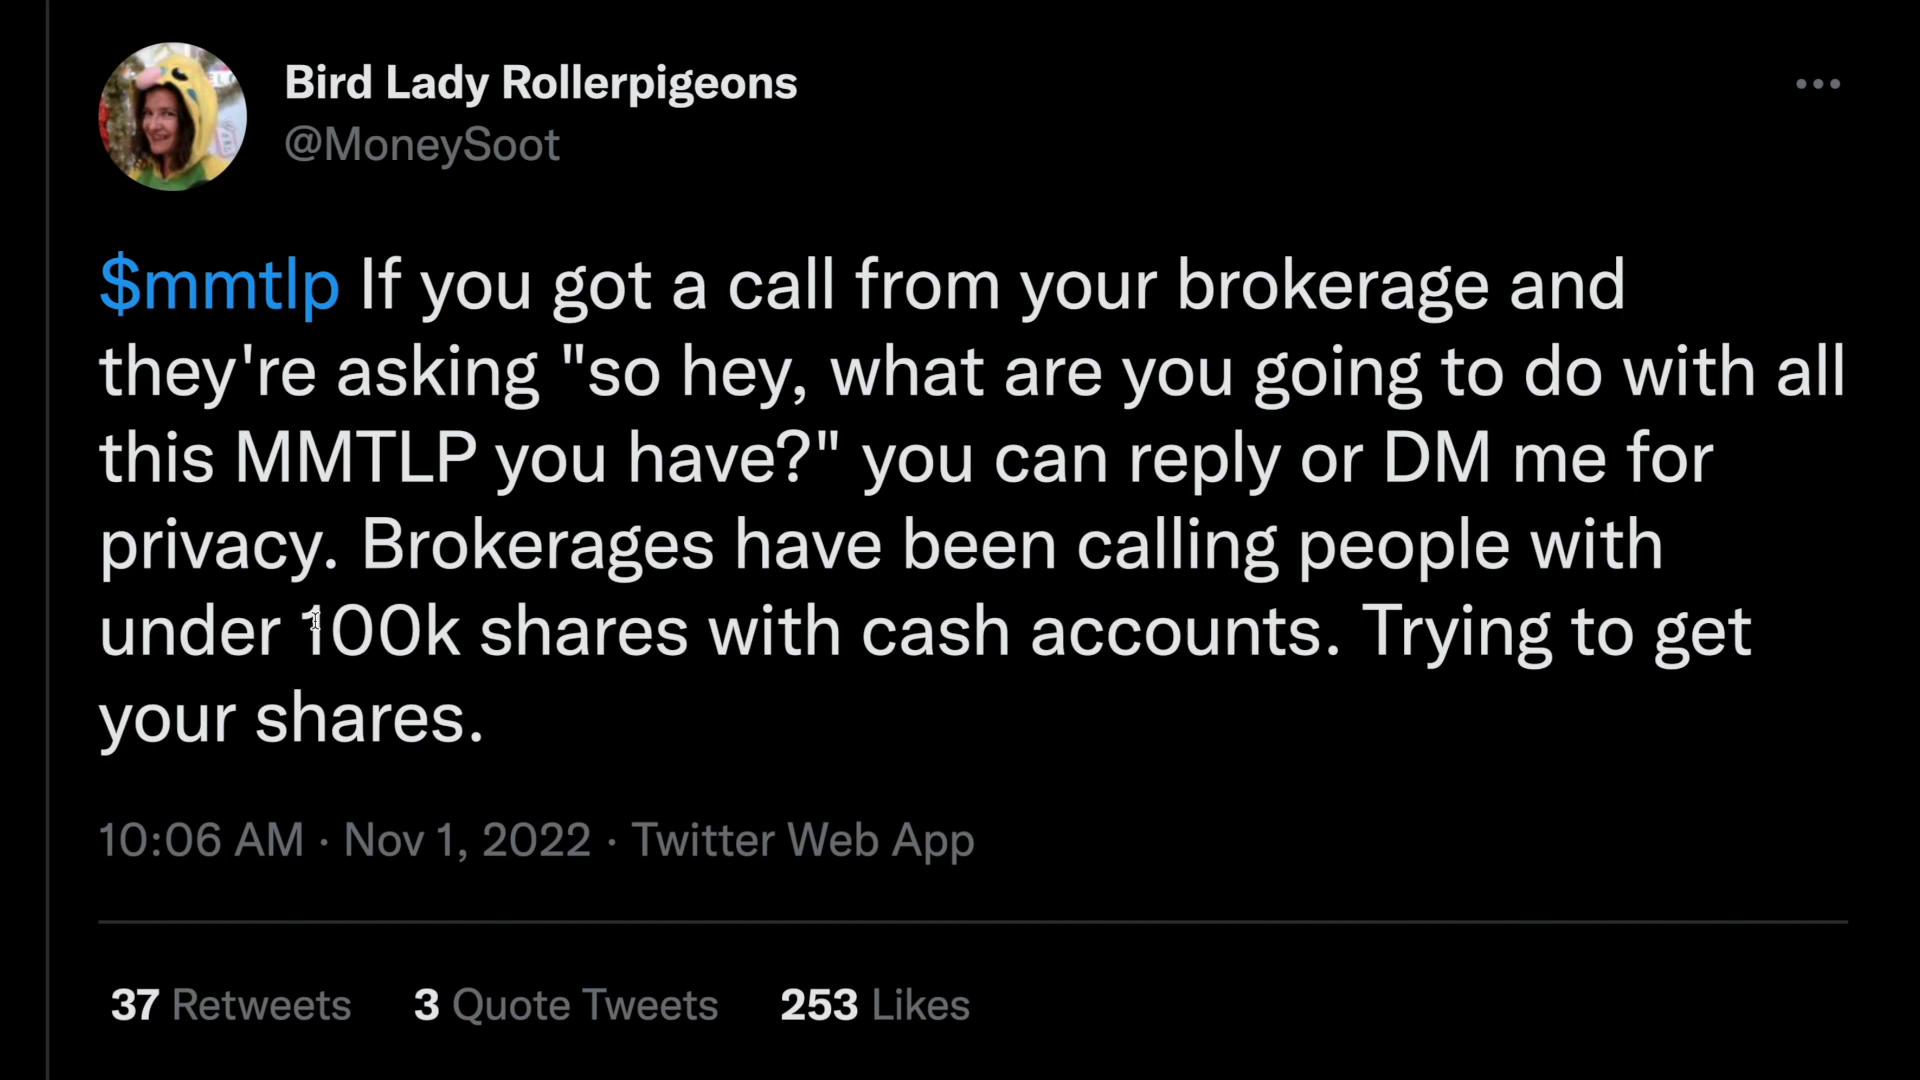 Bird Lady Rollerpigeons
@MoneySoot
$mmtlp If you got a call from your brokerage and
they're asking "so hey, what are you going to do with all
this MMTLP you have?" you can reply or DM me for
privacy. Brokerages have been calling people with
under 100k shares with cash accounts. Trying to get
your shares.
10:06 AM · Nov 1, 2022 · Twitter Web App
37 Retweets 3 Quote Tweets 253 Likes